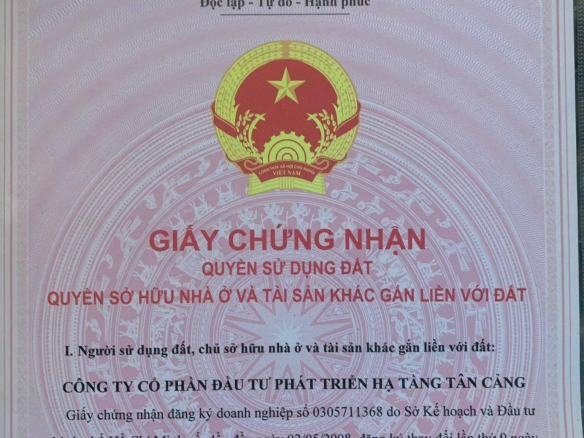 Độc lập - Tự do - Hạnh phúc
VIỆT NAM
GIẤY CHỨNG NHẬN
QUYỀN SỬ DỤNG ĐẤT
QUYỀN SỞ HỮU NHÀ Ở VÀ TÀI SẢN KHÁC GẮN LIỀN VỚI ĐẤT
I. Người sử dụng đất, chủ sở hữu nhà ở và tài sản khác gắn liền với đất:
CÔNG TY CỔ PHẦN ĐẦU TƯ PHÁT TRIỂN HẠ TẦNG TÂN CẢNG
Giấy chứng nhận đăng ký doanh nghiệp số 0305711368 do Sở Kế hoạch và Đầu tư